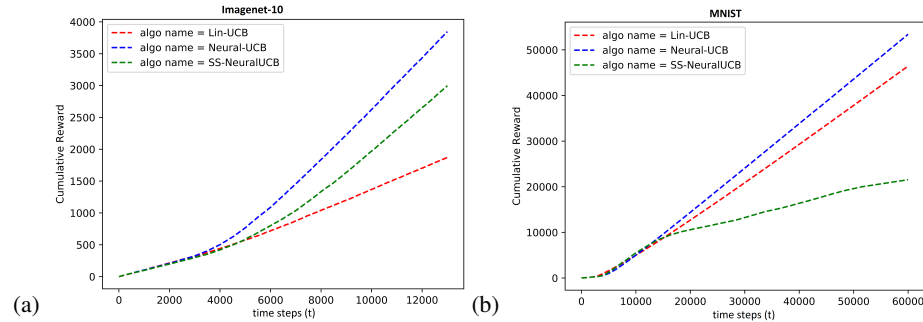 Imagenet-10
4000
3500
3000
2500
2000
1500
1000
500
0
Cumulative Reward
algo name = Lin-UCB
algo name = Neural-UCB
algo name = SS-NeuralUCB
0 2000 4000 6000 8000 10000 12000
time steps (t)
(a)
MNIST
50000
40000
30000
20000
10000
0
Cumulative Reward
algo name = Lin-UCB
algo name = Neural-UCB
algo name = SS-NeuralUCB
0 10000 20000 30000 40000 50000 60000
time steps (t)
(b)